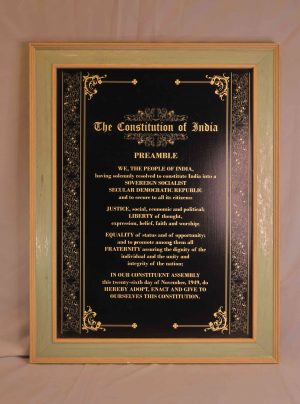 The Constitution of India
PREAMBLE
WE, THE PEOPLE OF INDIA,
having solemnly resolved to constitute India into a
SOVEREIGN SOCIALIST
SECULAR DEMOCRATIC REPUBLIC
and to secure to all its citizens:
JUSTICE, social, economic and political;
LIBERTY of thought,
expression, belief, faith and worship;
EQUALITY of status and of opportunity;
and to promote among them all
FRATERNITY assuring the dignity of the
individual and the unity and
integrity of the nation;
IN OUR CONSTITUENT ASSEMBLY
this twenty-sixth day of November, 1949, do
HEREBY ADOPT, ENACT AND GIVE TO
OURSELVES THIS CONSTITUTION.